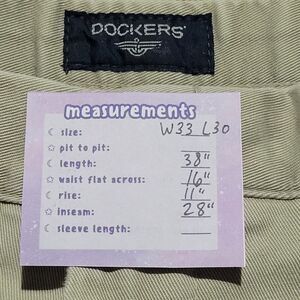 DOCKERS
measurements
☾ size: W33 L30
☆ pit to pit:
☾ length: 38"
☆ waist flat across: 16"
☾ rise: 11"
☆ inseam: 28"
☾ sleeve length: